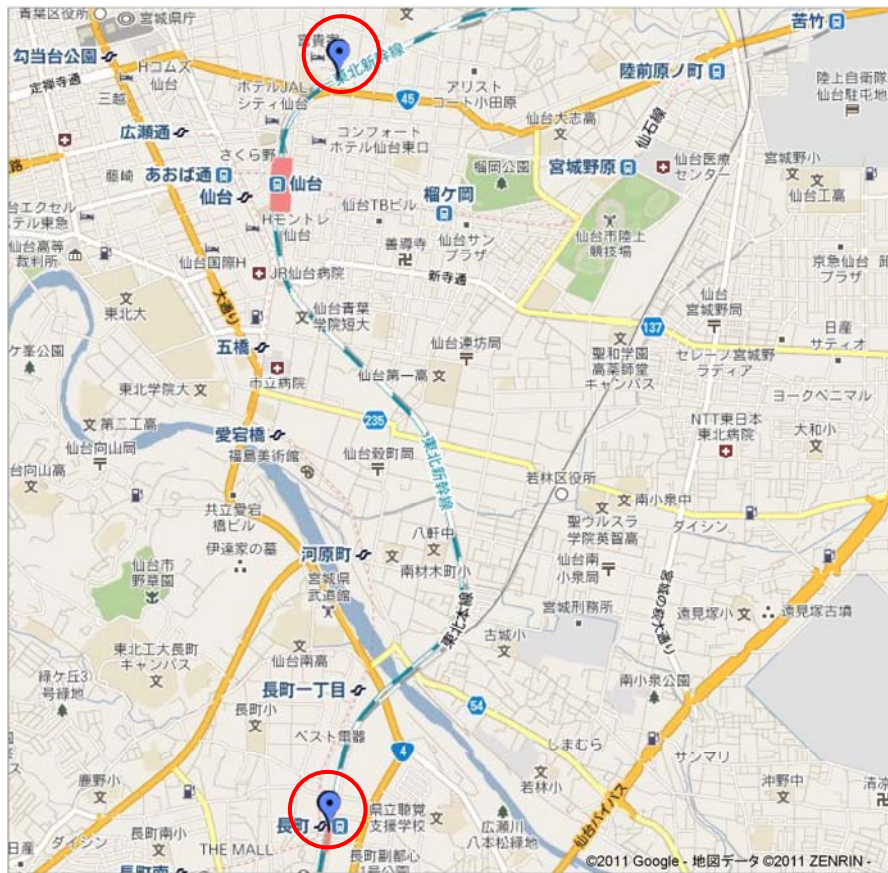 青葉区役所
宮城県庁
勾当台公園
Hコムズ
仙台
定禅寺通
三越
ホテルJAL
シティ仙台
東北新幹線
45
アリスト
コート小田原
苦竹
陸前原ノ町
陸上自衛隊
仙台駐屯地
広瀬通
コンフォート
ホテル仙台東口
仙台大志高
仙石線
さくら野
藤崎
あおば通
仙台
仙台
榴岡公園
宮城野原
仙台医療
センター
宮城野小
仙台工高
台エクセル
テル東急
Hモントレ
仙台
仙台TBビル
榴ケ岡
仙台サン
プラザ
仙台市陸上
競技場
仙台高等
裁判所
仙台国際H
善導寺
京急仙台
プラザ
JR仙台病院
新寺通
東北大
大通り
仙台青葉
学院短大
仙台
宮城野局
137
日産
サティオ
ケ峯公園
五橋
仙台連坊局
聖和学園
高薬師堂
キャンパス
セレーノ宮城野
ラディア
市立病院
仙台第一高
東北学院大
ヨークベニマル
第二工高
235
NTT東日本
東北病院
大和小
仙台向山局
愛宕橋
福島美術館
仙台穀町局
東北新幹線
台向山高
若林区役所
南小泉中
共立愛宕
橋ビル
聖ウルスラ
学院英智高
ダイシン
伊達家の墓
河原町
八軒中
仙台市
野草園
南材木町小
仙台南
小泉局
宮城県
武道館
東北本線
宮城刑務所
遠見塚小
遠見塚古墳
東北工大長町
キャンパス
仙台南高
古城小
緑ケ丘3
号緑地
長町一丁目
南小泉公園
長町小
54
ベスト電器
4
しまむら
サンマリ
鹿野小
若林小
沖野中
長町
県立聴覚
支援学校
仙台バイパス
長町南小
広瀬川
八本松緑地
ダイシン
日産
THE MALL
長町副都心
1号公園
長町南
©2011 Google - 地図データ ©2011 ZENRIN -